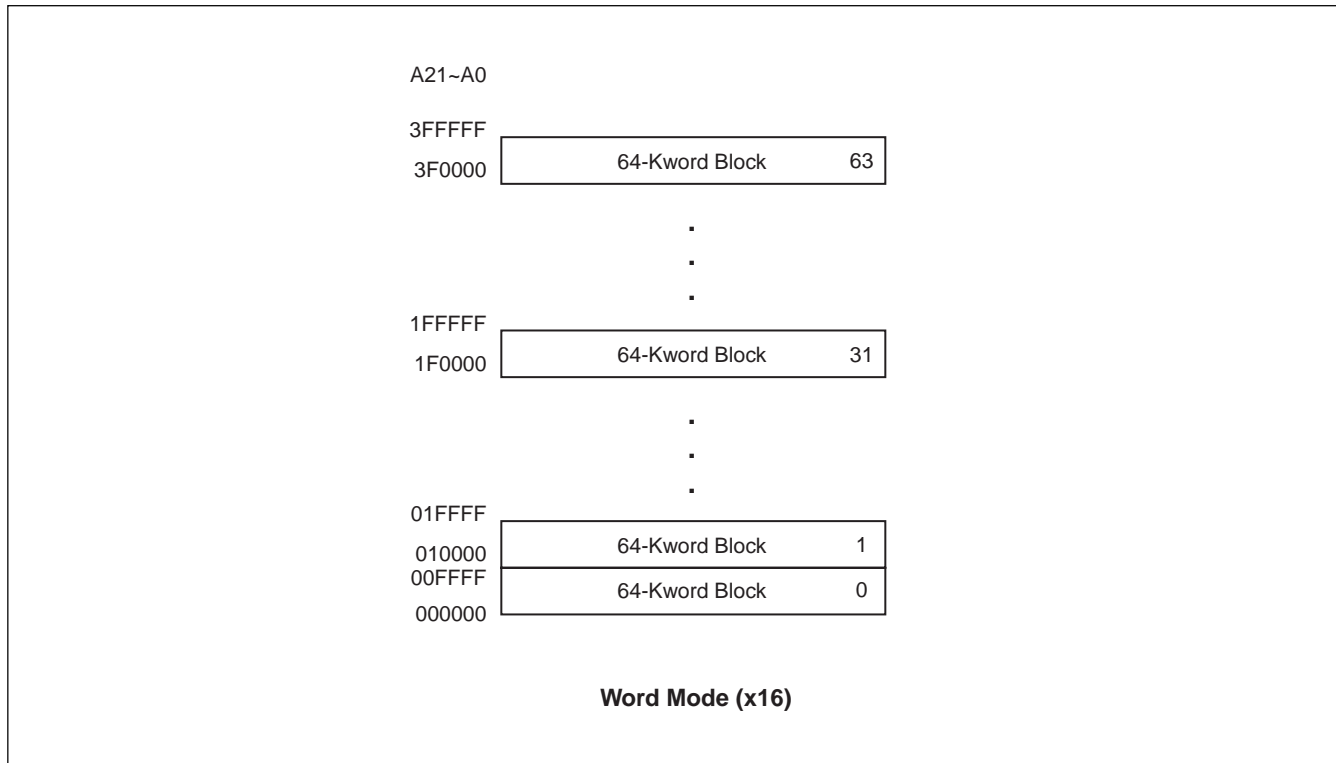 A21~A0
3FFFFF
64-Kword Block 63
3F0000
1FFFFF
64-Kword Block 31
1F0000
01FFFF
64-Kword Block 1
010000
00FFFF
64-Kword Block 0
000000
Word Mode (x16)